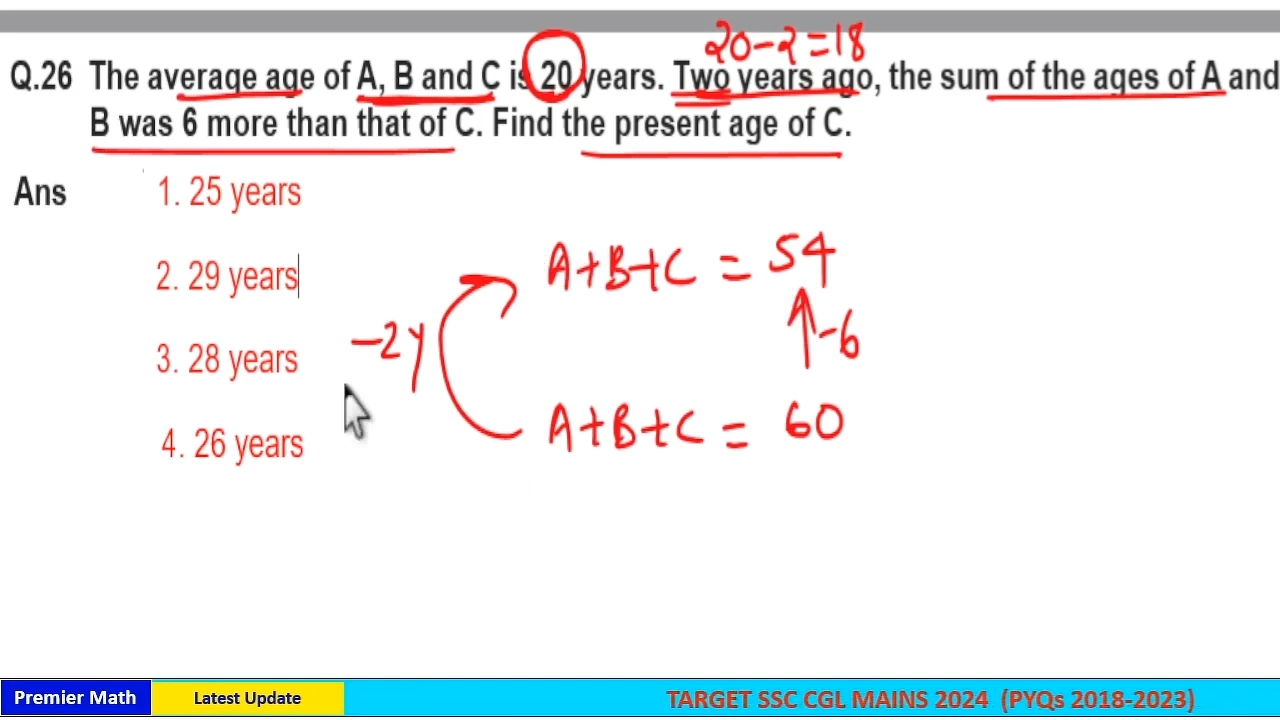 20-2=18
Q.26 The average age of A, B and C is 20 years. Two years ago, the sum of the ages of A and
B was 6 more than that of C. Find the present age of C.
Ans 1. 25 years
A+B+C = 54
2. 29 years
-2y
-6
3. 28 years
A+B+C = 60
4. 26 years
Premier Math Latest Update TARGET SSC CGL MAINS 2024 (PYQs 2018-2023)